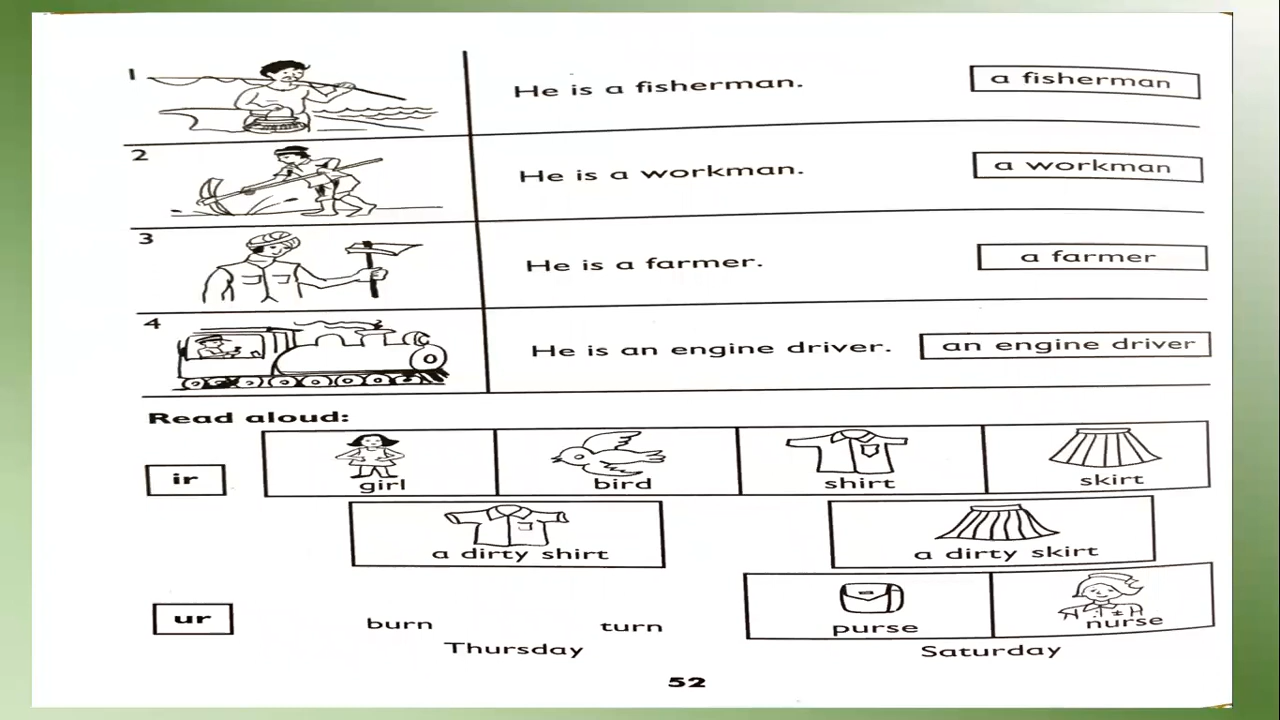 1
He is a fisherman.
a fisherman
2
He is a workman.
a workman
3
He is a farmer.
a farmer
4
He is an engine driver.
an engine driver
Read aloud:
ir
girl
bird
shirt
skirt
a dirty shirt
a dirty skirt
ur
burn
turn
purse
nurse
Thursday
Saturday
52